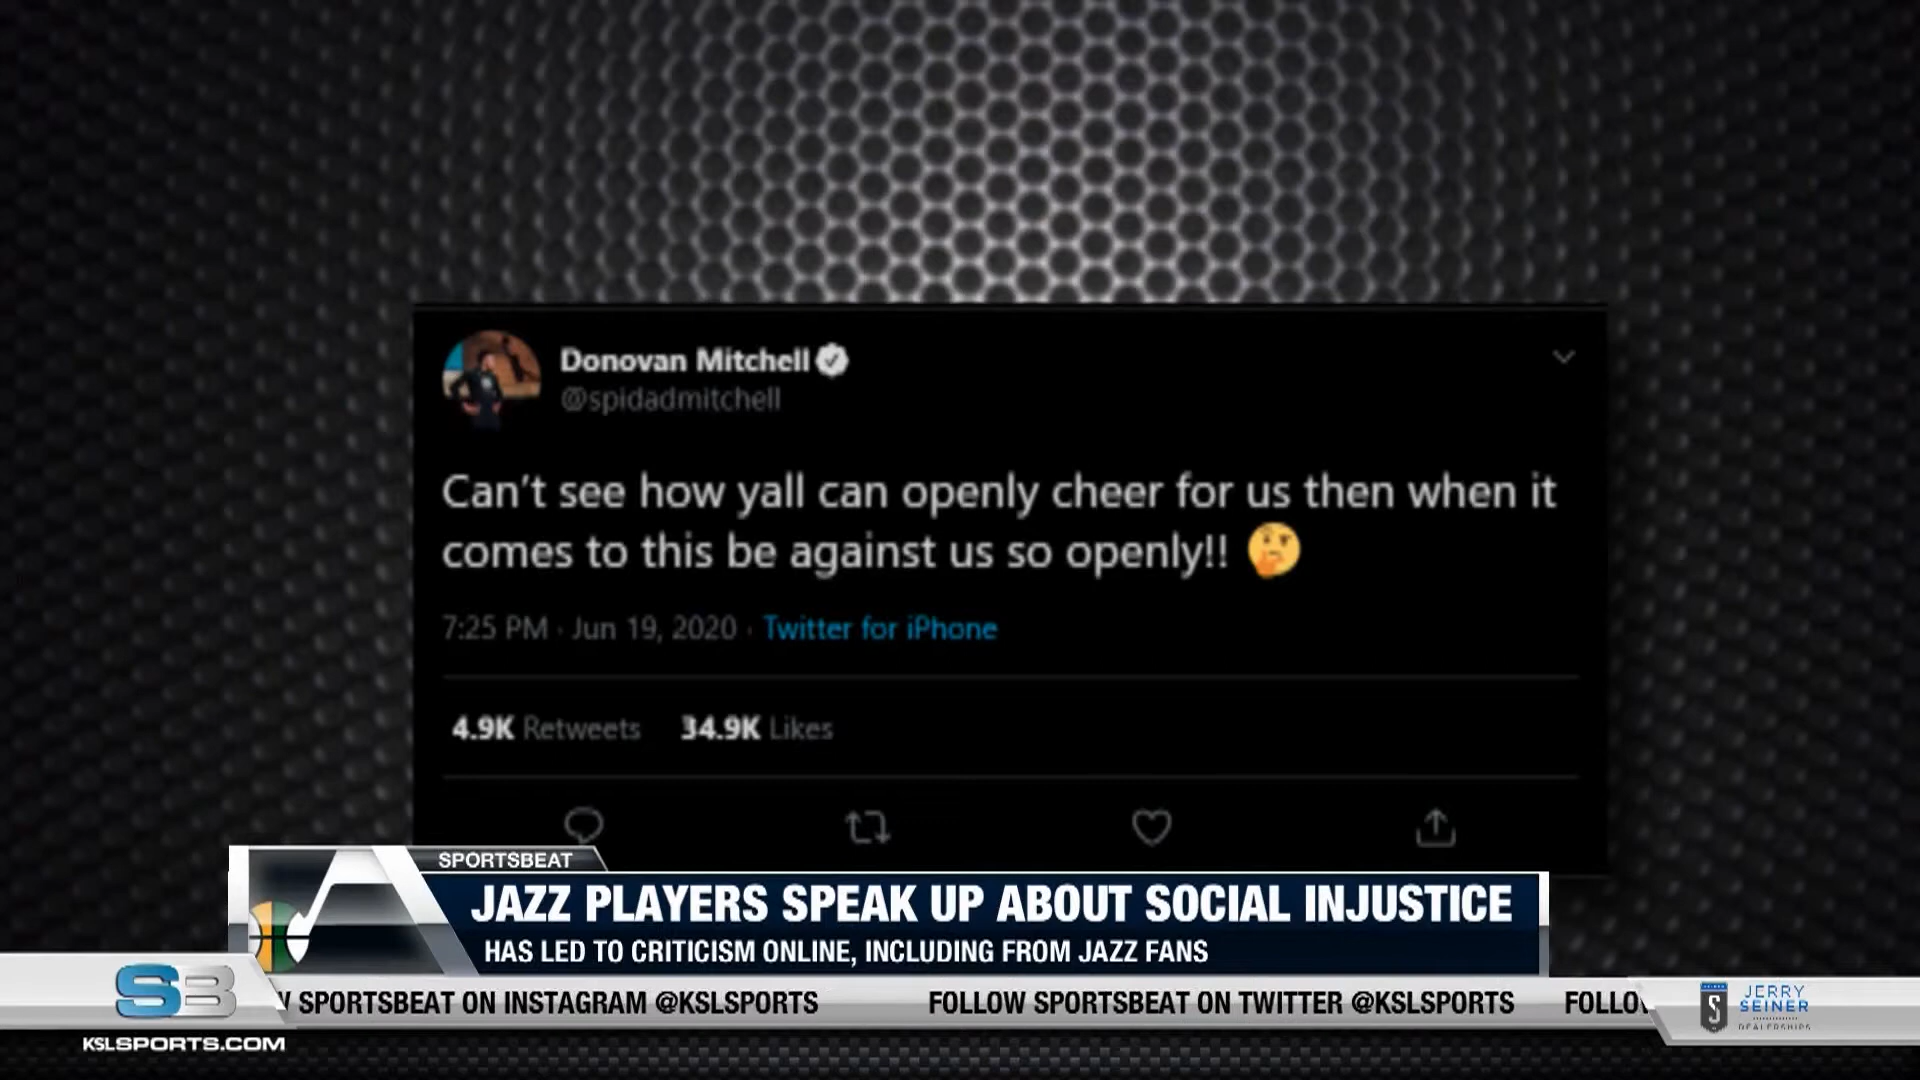 Donovan Mitchell
@spidadmitchell
Can't see how yall can openly cheer for us then when it
comes to this be against us so openly!! 🤔
7:25 PM · Jun 19, 2020 · Twitter for iPhone
4.9K Retweets 34.9K Likes
SPORTSBEAT
JAZZ PLAYERS SPEAK UP ABOUT SOCIAL INJUSTICE
HAS LED TO CRITICISM ONLINE, INCLUDING FROM JAZZ FANS
SB
SPORTSBEAT ON INSTAGRAM @KSLSPORTS FOLLOW SPORTSBEAT ON TWITTER @KSLSPORTS FOLLO
S JERRY
SEINER
DEALERSHIPS
KSLSPORTS.COM